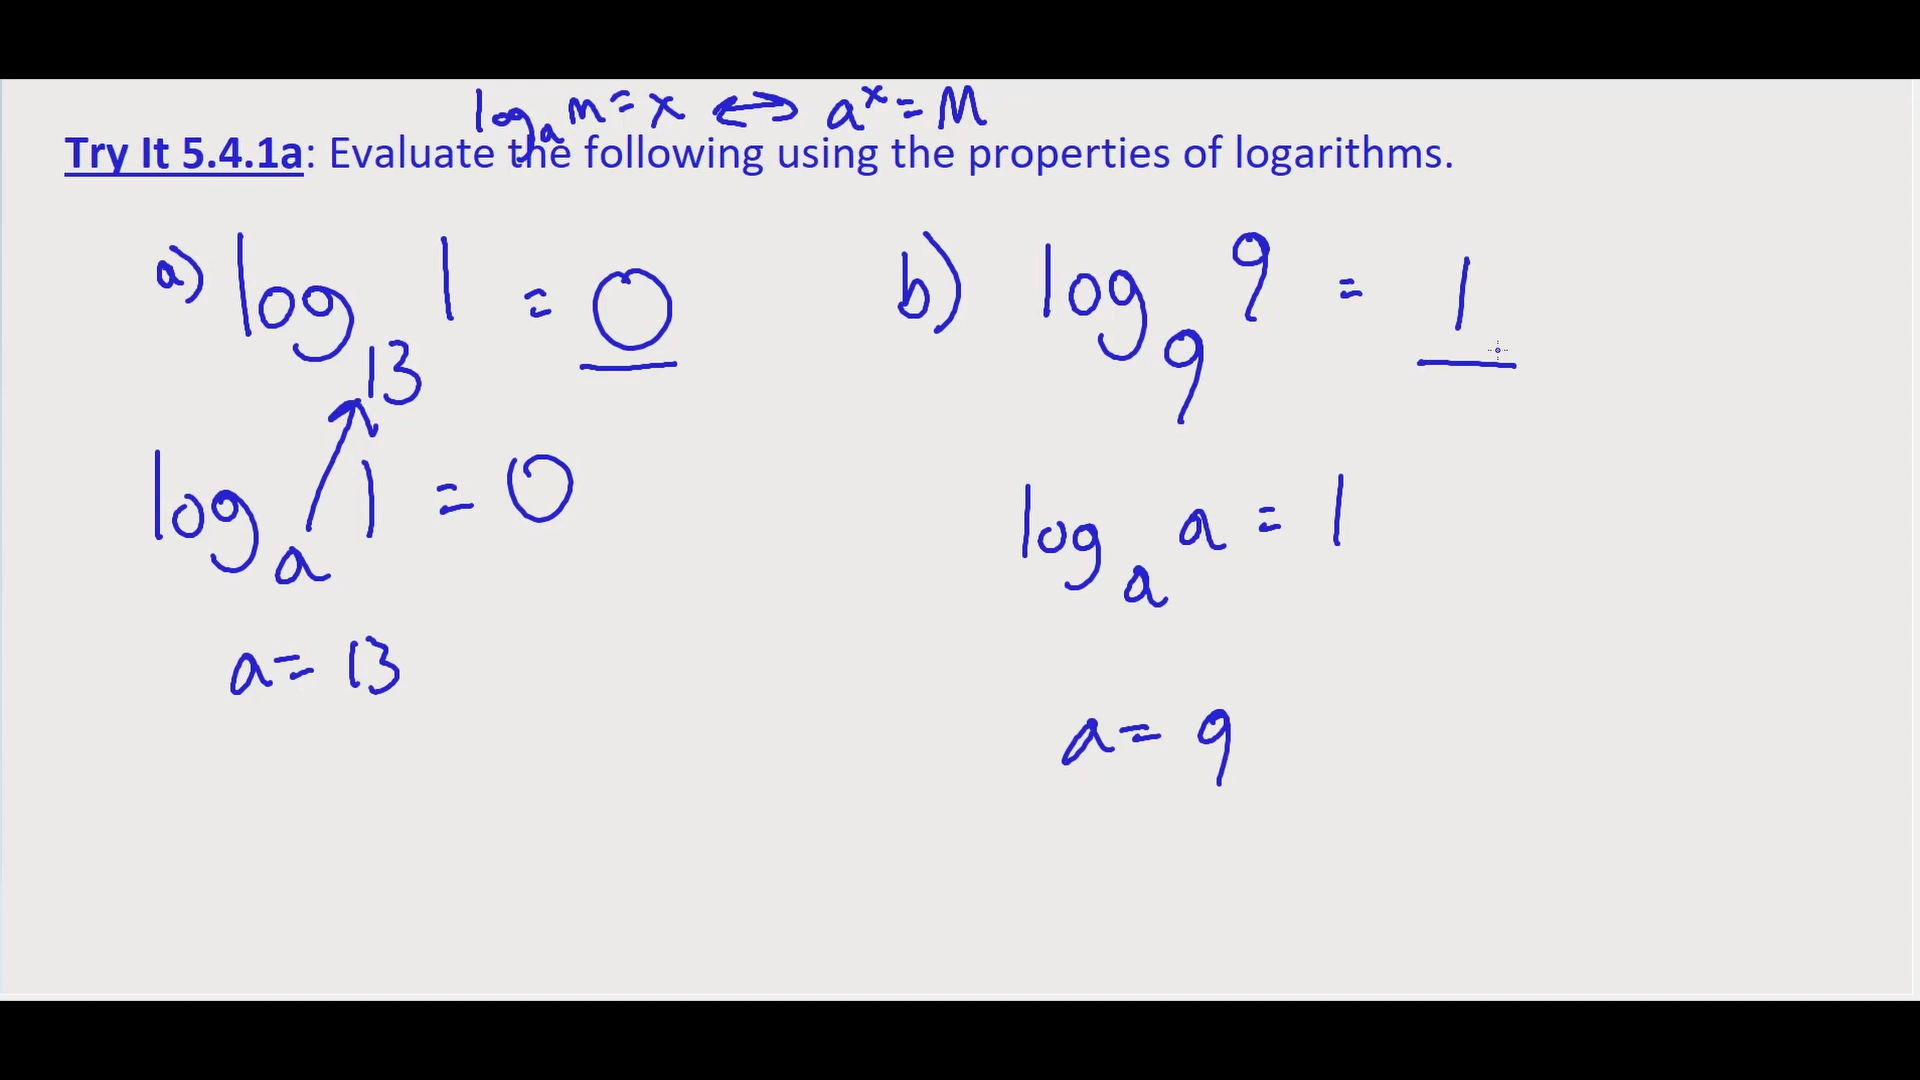 logₐ m = x ↔ aˣ = M
Try It 5.4.1a: Evaluate the following using the properties of logarithms.
a) log₁₃ 1 = 0
b) log₉ 9 = 1
logₐ 1 = 0
logₐ a = 1
a = 13
a = 9